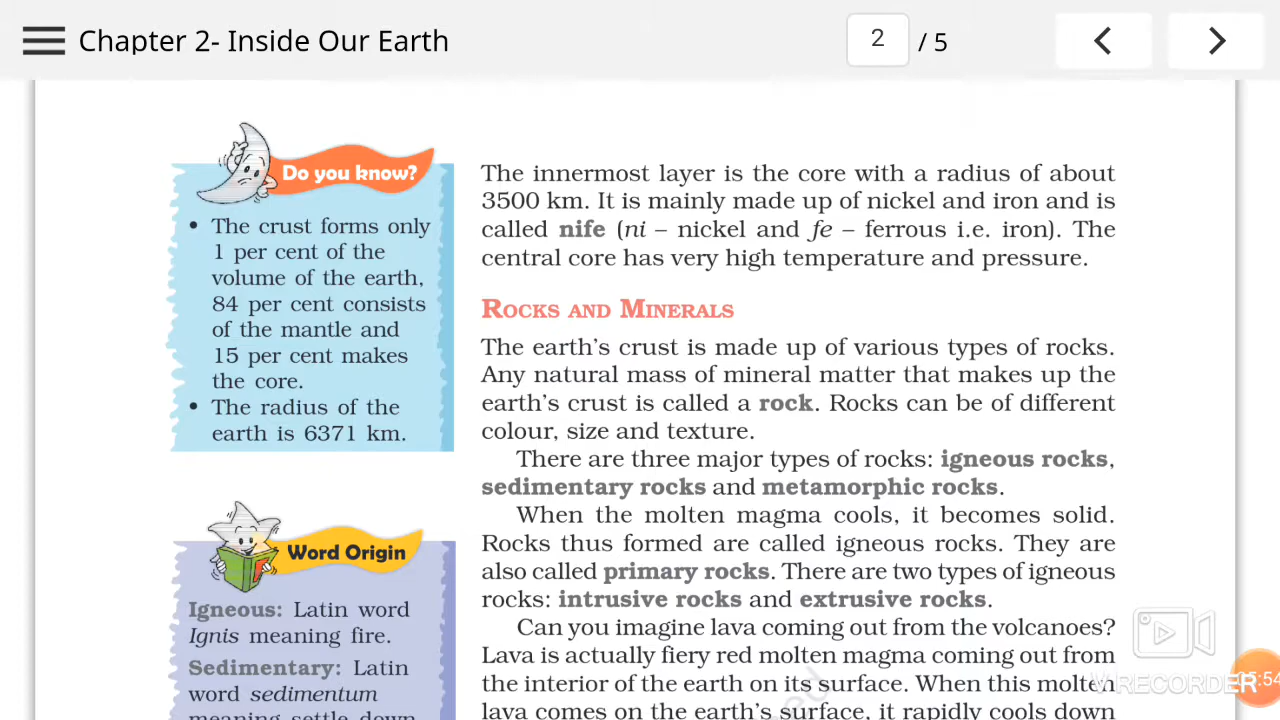 Chapter 2- Inside Our Earth
2
/ 5
Do you know?
• The crust forms only
1 per cent of the
volume of the earth,
84 per cent consists
of the mantle and
15 per cent makes
the core.
• The radius of the
earth is 6371 km.
Word Origin
Igneous: Latin word
Ignis meaning fire.
Sedimentary: Latin
word sedimentum
meaning settle down
The innermost layer is the core with a radius of about
3500 km. It is mainly made up of nickel and iron and is
called nife (ni – nickel and fe – ferrous i.e. iron). The
central core has very high temperature and pressure.
ROCKS AND MINERALS
The earth's crust is made up of various types of rocks.
Any natural mass of mineral matter that makes up the
earth's crust is called a rock. Rocks can be of different
colour, size and texture.
There are three major types of rocks: igneous rocks,
sedimentary rocks and metamorphic rocks.
When the molten magma cools, it becomes solid.
Rocks thus formed are called igneous rocks. They are
also called primary rocks. There are two types of igneous
rocks: intrusive rocks and extrusive rocks.
Can you imagine lava coming out from the volcanoes?
Lava is actually fiery red molten magma coming out from
the interior of the earth on its surface. When this molten
lava comes on the earth's surface, it rapidly cools down
RECORDER
05:54